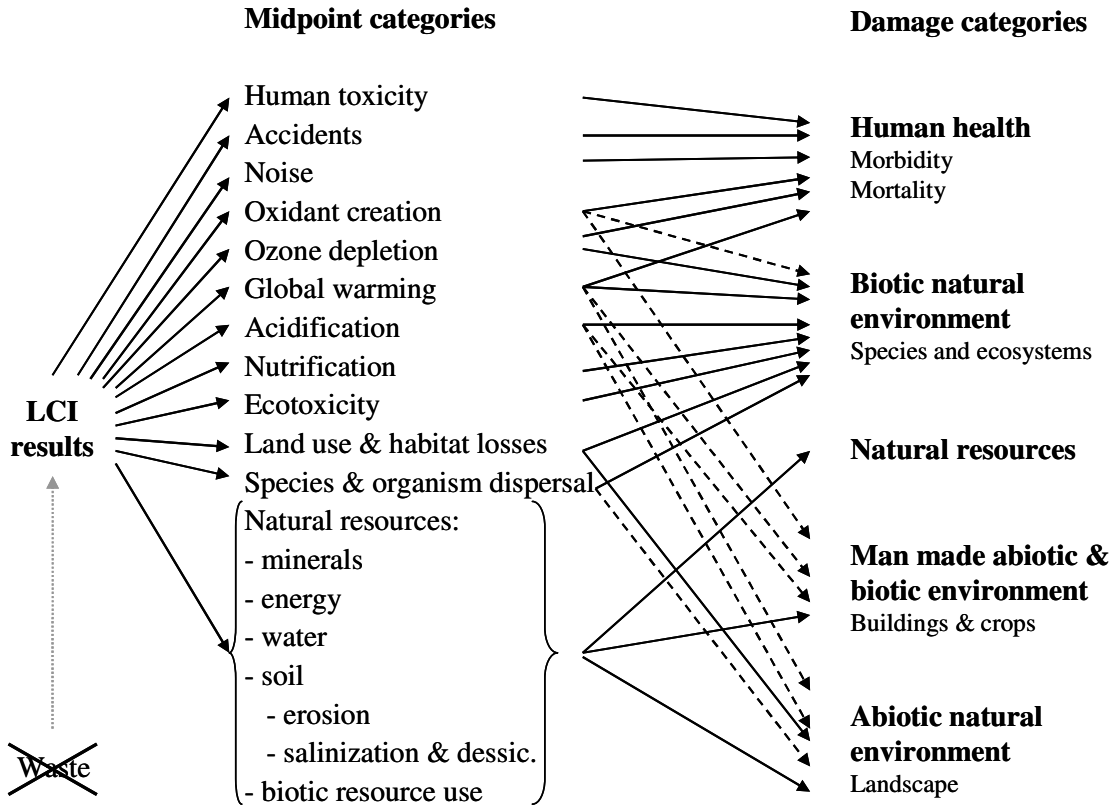 Midpoint categories
Damage categories
Human toxicity
Accidents
Noise
Oxidant creation
Ozone depletion
Global warming
Acidification
Nutrification
Ecotoxicity
Land use & habitat losses
Species & organism dispersal
Natural resources:
- minerals
- energy
- water
- soil
- erosion
- salinization & dessic.
- biotic resource use
LCI
results
Waste
Human health
Morbidity
Mortality
Biotic natural
environment
Species and ecosystems
Natural resources
Man made abiotic &
biotic environment
Buildings & crops
Abiotic natural
environment
Landscape